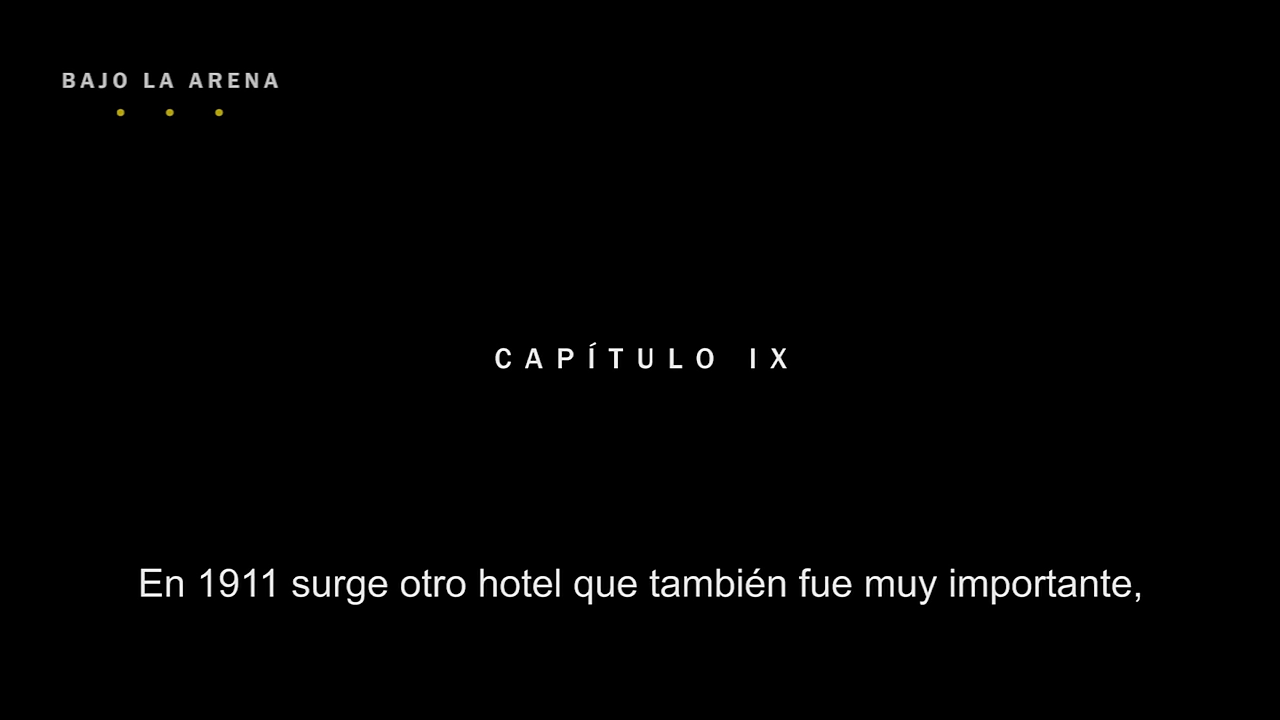 BAJO LA ARENA
CAPÍTULO IX
En 1911 surge otro hotel que también fue muy importante,